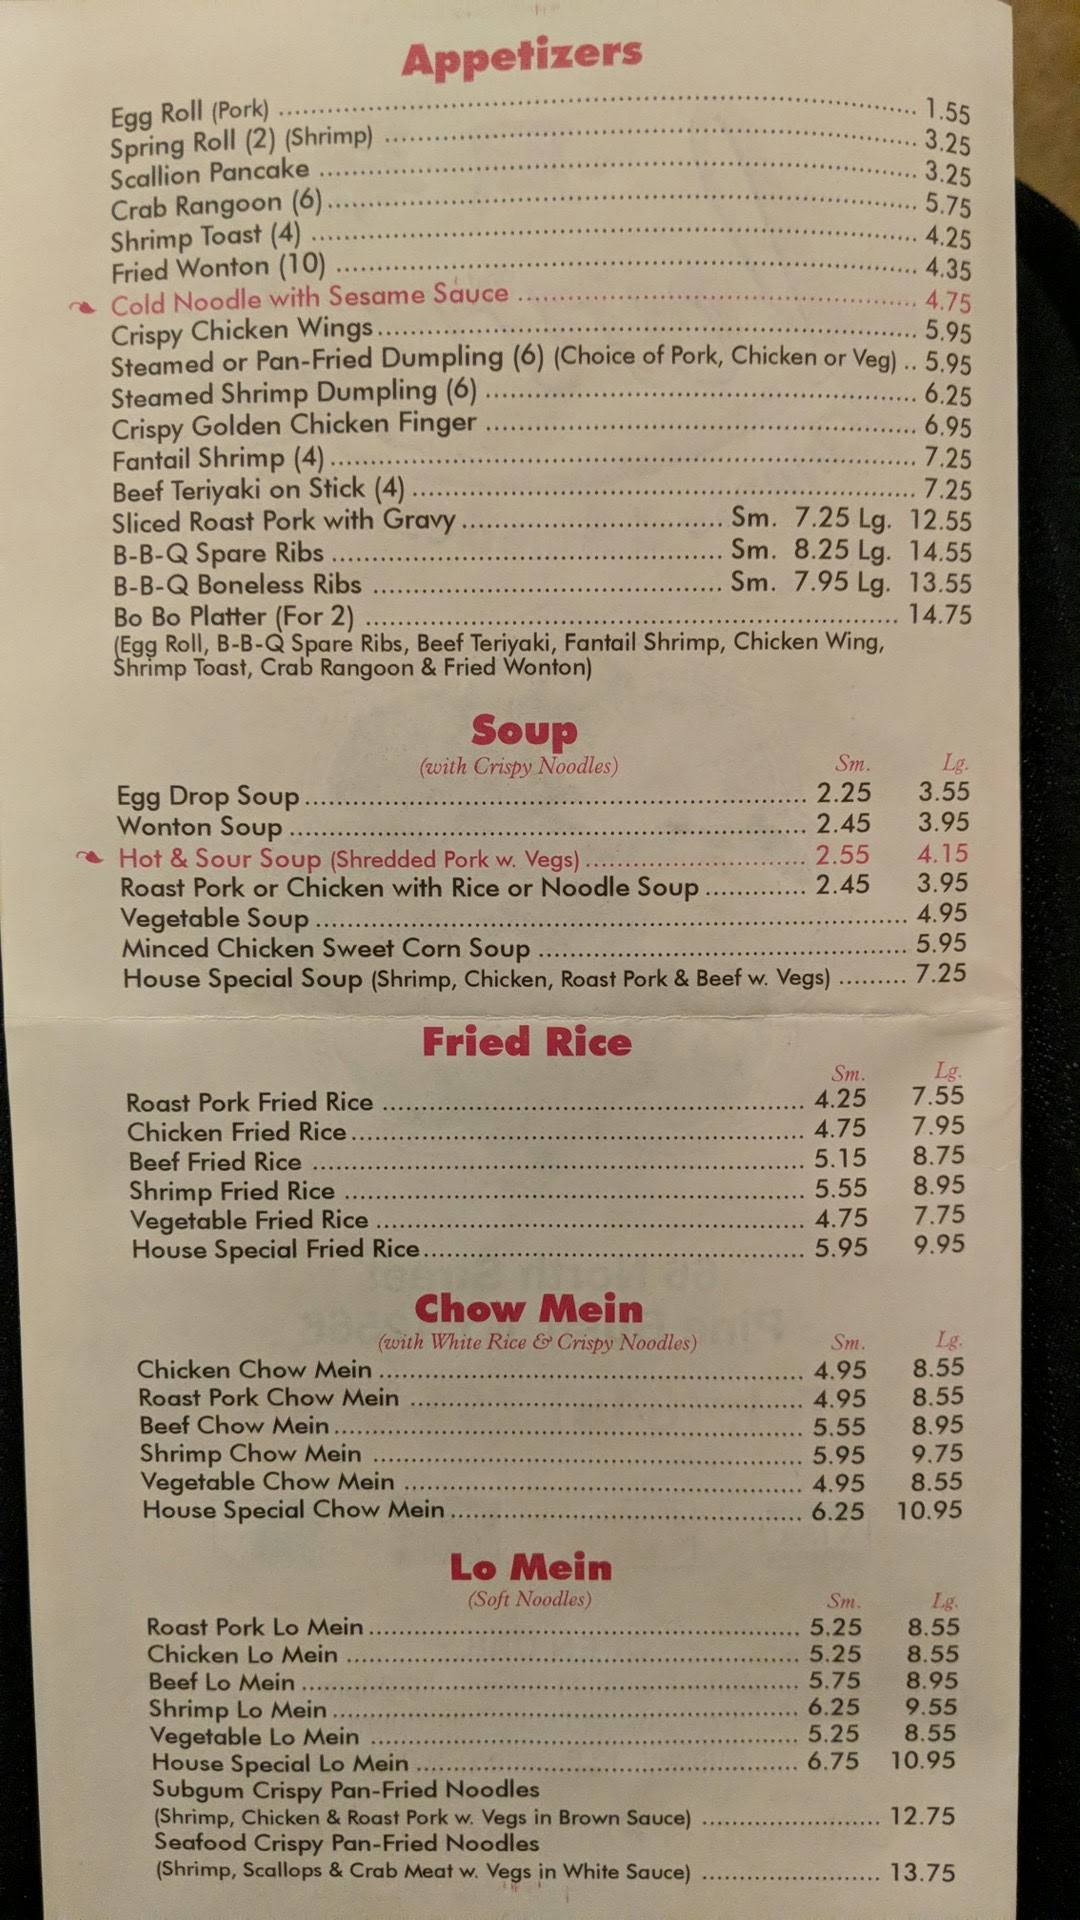 Appetizers
Egg Roll (Pork) ........ 1.55
Spring Roll (2) (Shrimp) ........ 3.25
Scallion Pancake ........ 3.25
Crab Rangoon (6) ........ 5.75
Shrimp Toast (4) ........ 4.25
Fried Wonton (10) ........ 4.35
Cold Noodle with Sesame Sauce ........ 4.75
Crispy Chicken Wings ........ 5.95
Steamed or Pan-Fried Dumpling (6) (Choice of Pork, Chicken or Veg) .. 5.95
Steamed Shrimp Dumpling (6) ........ 6.25
Crispy Golden Chicken Finger ........ 6.95
Fantail Shrimp (4) ........ 7.25
Beef Teriyaki on Stick (4) ........ 7.25
Sliced Roast Pork with Gravy ........ Sm. 7.25 Lg. 12.55
B-B-Q Spare Ribs ........ Sm. 8.25 Lg. 14.55
B-B-Q Boneless Ribs ........ Sm. 7.95 Lg. 13.55
Bo Bo Platter (For 2) ........ 14.75
(Egg Roll, B-B-Q Spare Ribs, Beef Teriyaki, Fantail Shrimp, Chicken Wing,
Shrimp Toast, Crab Rangoon & Fried Wonton)
Soup
(with Crispy Noodles) Sm. Lg.
Egg Drop Soup ........ 2.25 3.55
Wonton Soup ........ 2.45 3.95
Hot & Sour Soup (Shredded Pork w. Vegs) ........ 2.55 4.15
Roast Pork or Chicken with Rice or Noodle Soup ........ 2.45 3.95
Vegetable Soup ........ 4.95
Minced Chicken Sweet Corn Soup ........ 5.95
House Special Soup (Shrimp, Chicken, Roast Pork & Beef w. Vegs) ........ 7.25
Fried Rice
Sm. Lg.
Roast Pork Fried Rice ........ 4.25 7.55
Chicken Fried Rice ........ 4.75 7.95
Beef Fried Rice ........ 5.15 8.75
Shrimp Fried Rice ........ 5.55 8.95
Vegetable Fried Rice ........ 4.75 7.75
House Special Fried Rice ........ 5.95 9.95
Chow Mein
(with White Rice & Crispy Noodles) Sm. Lg.
Chicken Chow Mein ........ 4.95 8.55
Roast Pork Chow Mein ........ 4.95 8.55
Beef Chow Mein ........ 5.55 8.95
Shrimp Chow Mein ........ 5.95 9.75
Vegetable Chow Mein ........ 4.95 8.55
House Special Chow Mein ........ 6.25 10.95
Lo Mein
(Soft Noodles) Sm. Lg.
Roast Pork Lo Mein ........ 5.25 8.55
Chicken Lo Mein ........ 5.25 8.55
Beef Lo Mein ........ 5.75 8.95
Shrimp Lo Mein ........ 6.25 9.55
Vegetable Lo Mein ........ 5.25 8.55
House Special Lo Mein ........ 6.75 10.95
Subgum Crispy Pan-Fried Noodles
(Shrimp, Chicken & Roast Pork w. Vegs in Brown Sauce) ........ 12.75
Seafood Crispy Pan-Fried Noodles
(Shrimp, Scallops & Crab Meat w. Vegs in White Sauce) ........ 13.75